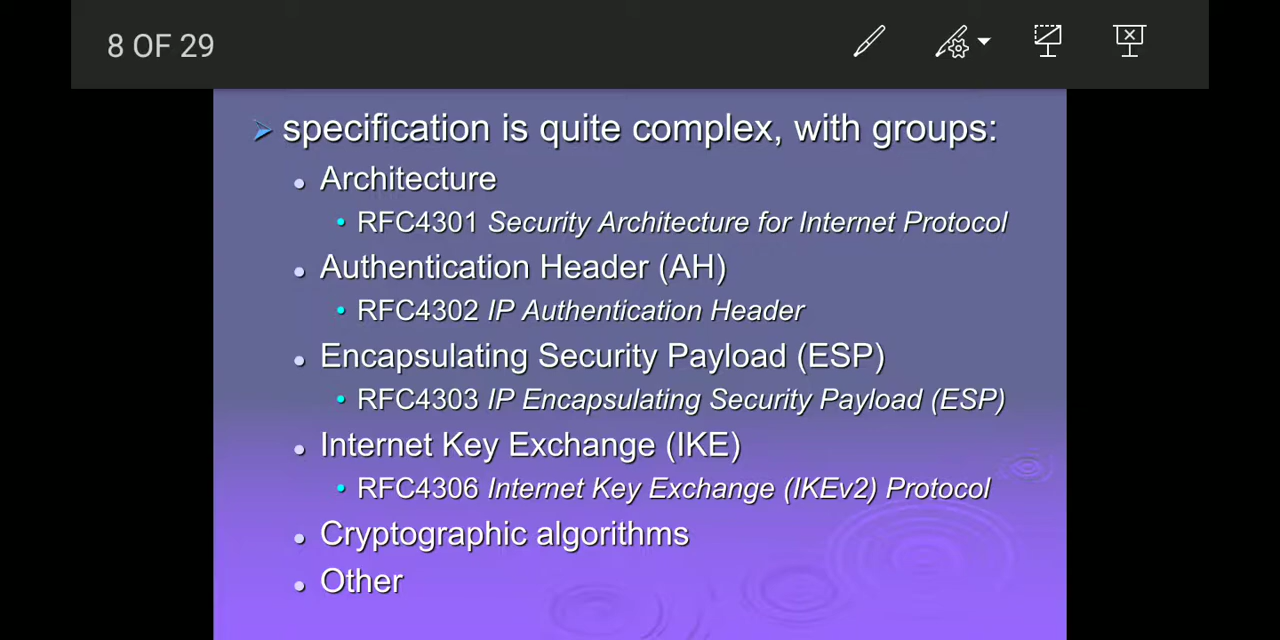 8 OF 29
specification is quite complex, with groups:
Architecture
RFC4301 Security Architecture for Internet Protocol
Authentication Header (AH)
RFC4302 IP Authentication Header
Encapsulating Security Payload (ESP)
RFC4303 IP Encapsulating Security Payload (ESP)
Internet Key Exchange (IKE)
RFC4306 Internet Key Exchange (IKEv2) Protocol
Cryptographic algorithms
Other